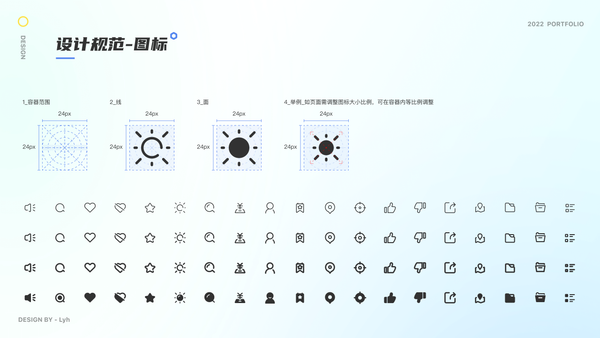 2022 PORTFOLIO
DESIGN
设计规范-图标
1_容器范围
2_线
3_面
4_举例_如页面需调整图标大小比例，可在容器内等比例调整
24px
24px
24px
24px
24px
24px
24px
24px
DESIGN BY - Lyh